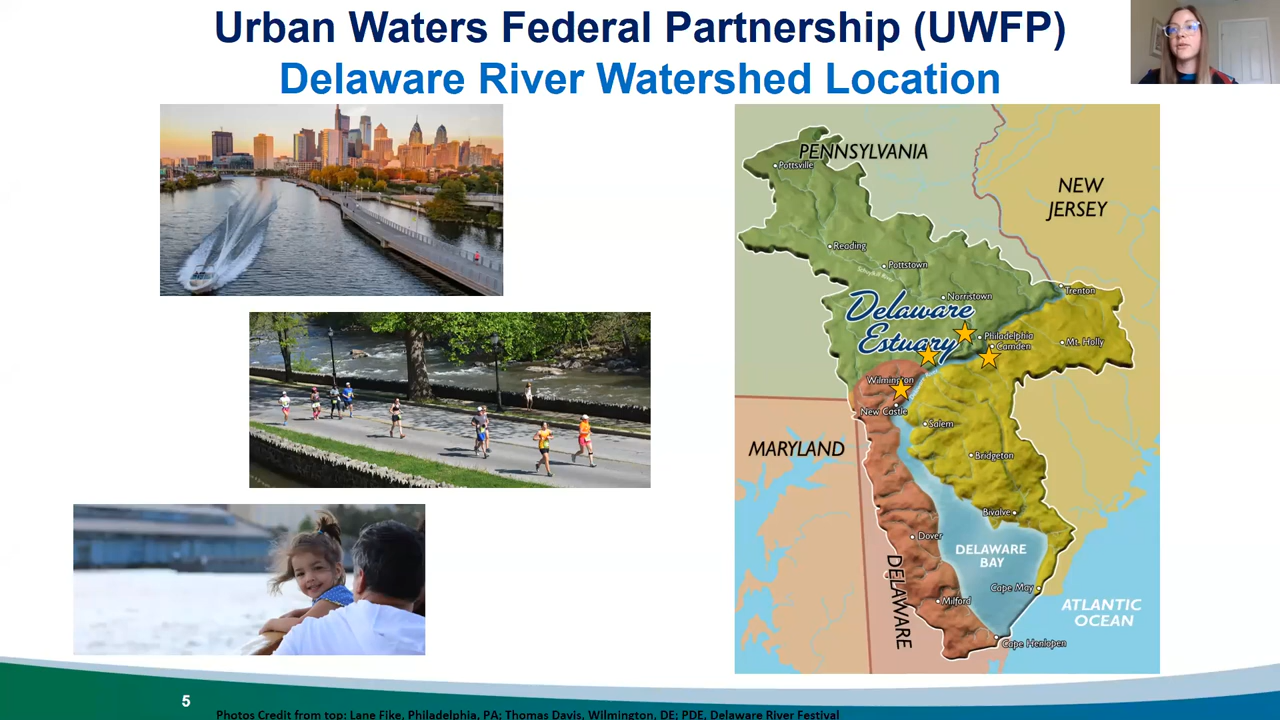 Urban Waters Federal Partnership (UWFP)
Delaware River Watershed Location
PENNSYLVANIA
Pottsville
NEW
JERSEY
Reading
Pottstown
Schuylkill River
Norristown
Trenton
Delaware
Estuary
Philadelphia
Camden
Mt. Holly
Wilmington
New Castle
Salem
MARYLAND
Bridgeton
Bivalve
Dover
DELAWARE
BAY
DELAWARE
Cape May
Milford
ATLANTIC
OCEAN
Cape Henlopen
5
Photos Credit from top: Lane Fike, Philadelphia, PA; Thomas Davis, Wilmington, DE; PDE, Delaware River Festival